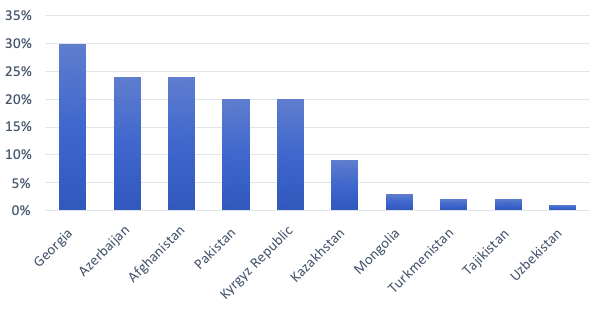 35%
30%
25%
20%
15%
10%
5%
0%
Georgia
Azerbaijan
Afghanistan
Pakistan
Kyrgyz Republic
Kazakhstan
Mongolia
Turkmenistan
Tajikistan
Uzbekistan